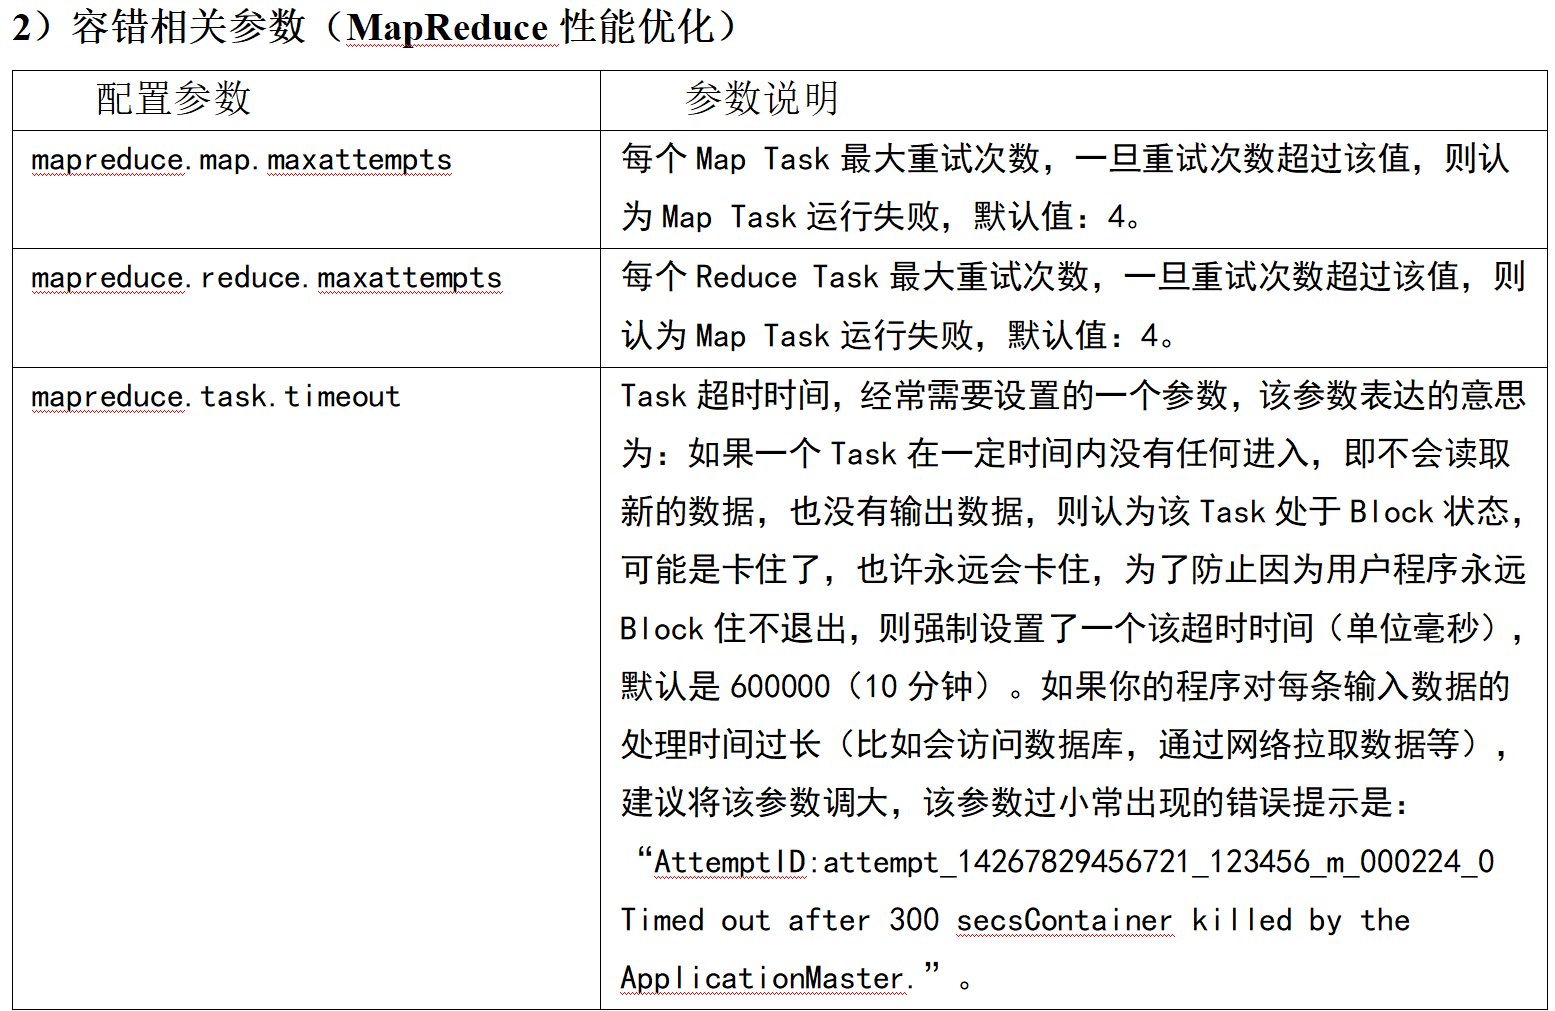 2）容错相关参数（MapReduce 性能优化）
配置参数
参数说明
mapreduce.map.maxattempts
每个 Map Task 最大重试次数，一旦重试次数超过该值，则认
为 Map Task 运行失败，默认值：4。
mapreduce.reduce.maxattempts
每个 Reduce Task 最大重试次数，一旦重试次数超过该值，则
认为 Map Task 运行失败，默认值：4。
mapreduce.task.timeout
Task 超时时间，经常需要设置的一个参数，该参数表达的意思
为：如果一个 Task 在一定时间内没有任何进入，即不会读取
新的数据，也没有输出数据，则认为该 Task 处于 Block 状态，
可能是卡住了，也许永远会卡住，为了防止因为用户程序永远
Block 住不退出，则强制设置了一个该超时时间（单位毫秒），
默认是 600000（10 分钟）。如果你的程序对每条输入数据的
处理时间过长（比如会访问数据库，通过网络拉取数据等），
建议将该参数调大，该参数过小常出现的错误提示是：
“AttemptID:attempt_14267829456721_123456_m_000224_0
Timed out after 300 secsContainer killed by the
ApplicationMaster.”。